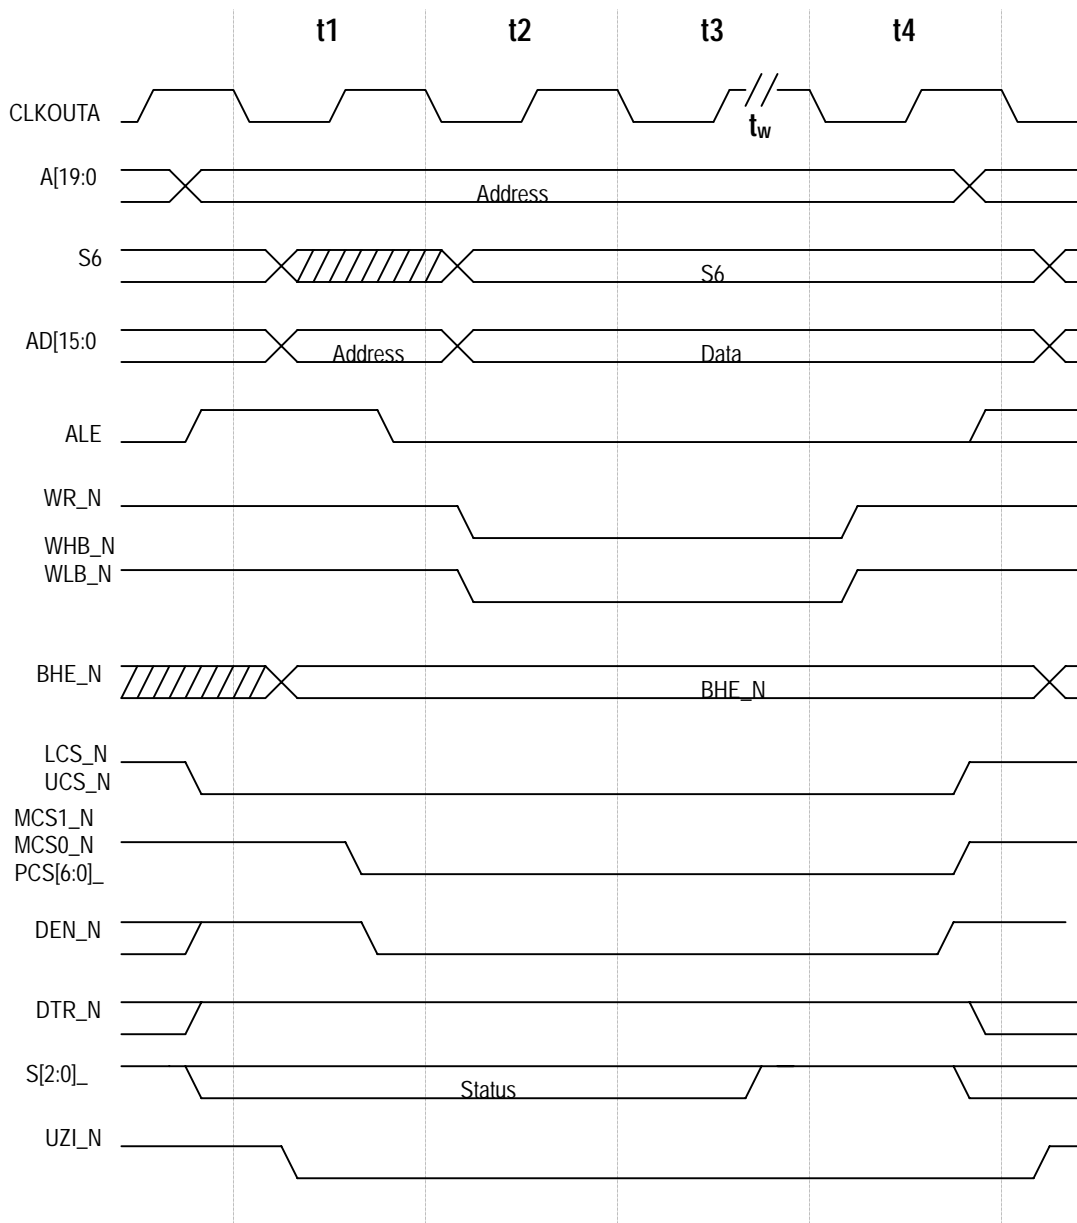 t1 t2 t3 t4
CLKOUTA
tw
A[19:0
Address
S6
S6
AD[15:0
Address Data
ALE
WR_N
WHB_N
WLB_N
BHE_N
BHE_N
LCS_N
UCS_N
MCS1_N
MCS0_N
PCS[6:0]_
DEN_N
DTR_N
S[2:0]_
Status
UZI_N